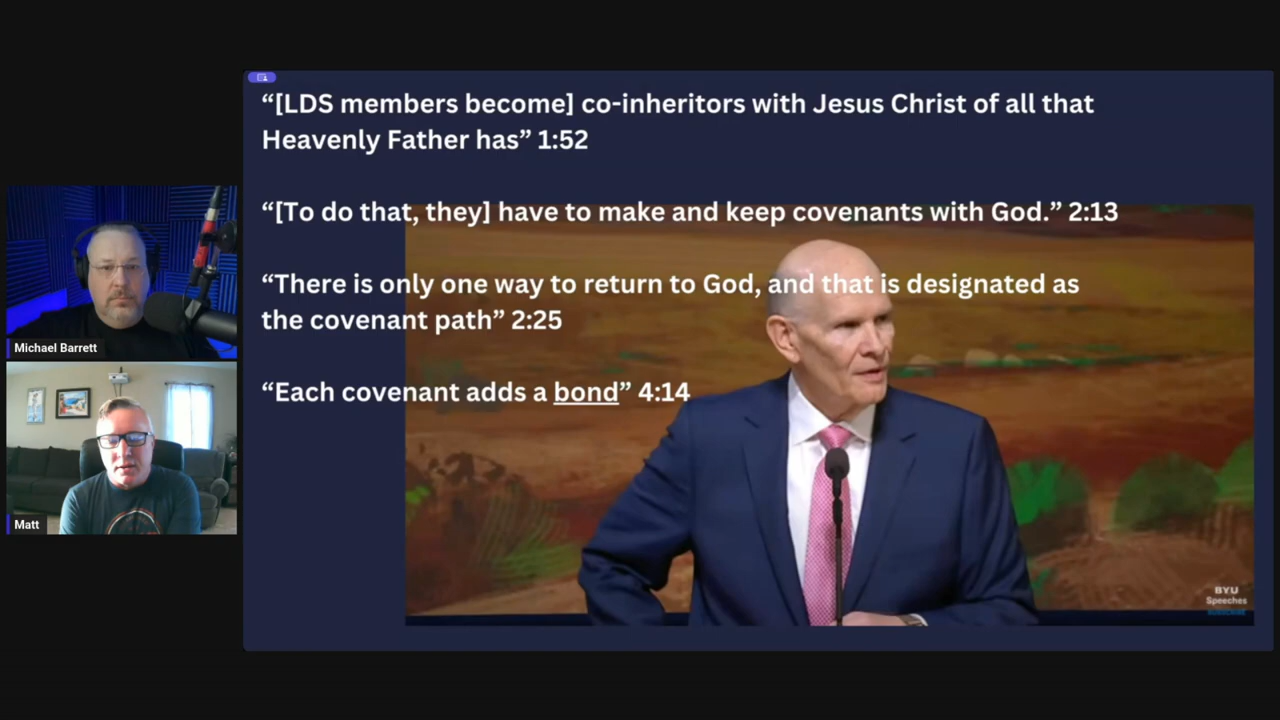 “[LDS members become] co-inheritors with Jesus Christ of all that
Heavenly Father has” 1:52
“[To do that, they] have to make and keep covenants with God.” 2:13
“There is only one way to return to God, and that is designated as
the covenant path” 2:25
“Each covenant adds a bond” 4:14
Michael Barrett
Matt
BYU
Speeches
SUBSCRIBE